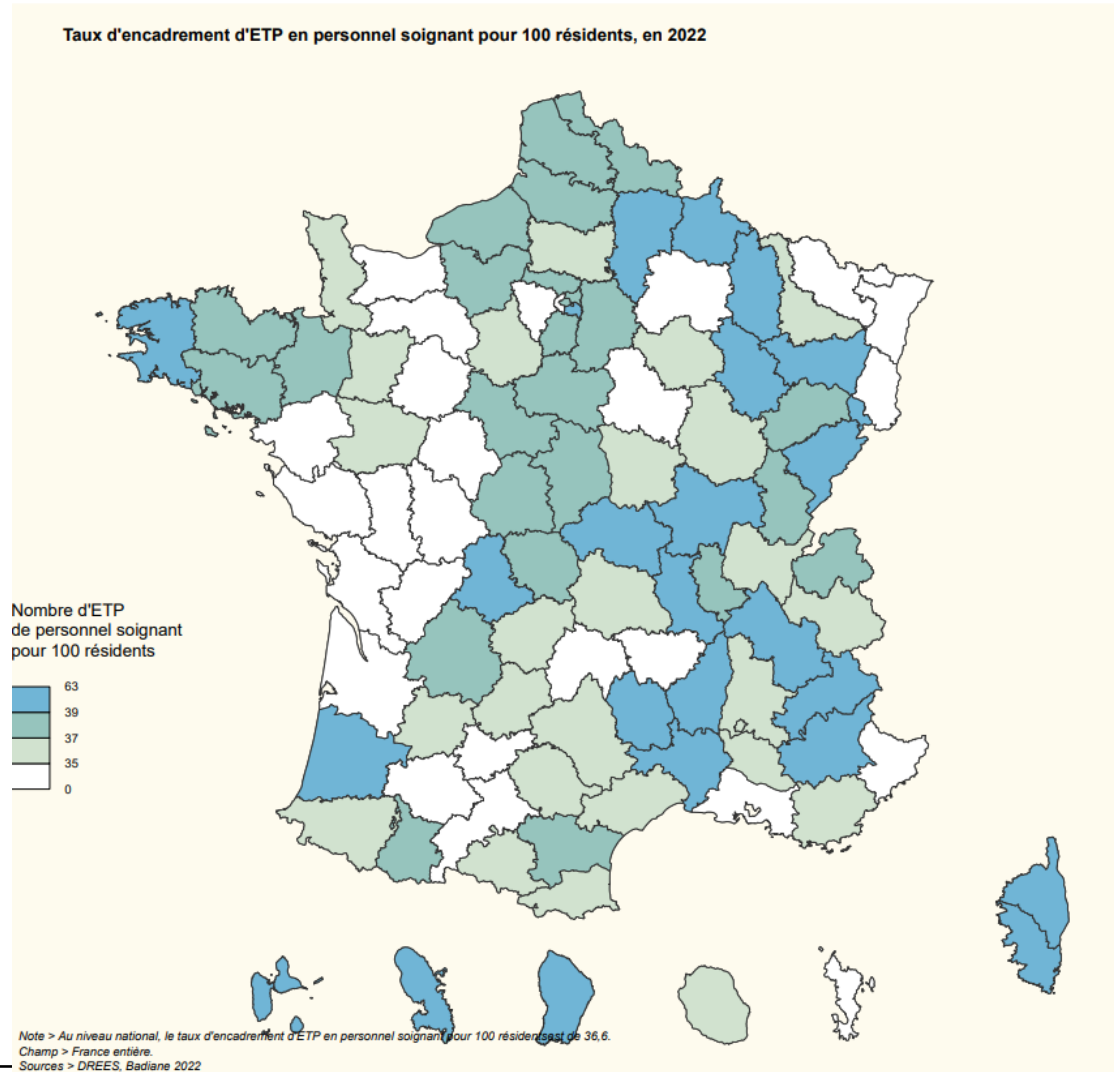 Taux d'encadrement d'ETP en personnel soignant pour 100 résidents, en 2022
Nombre d'ETP
de personnel soignant
pour 100 résidents
63
39
37
35
0
Note > Au niveau national, le taux d'encadrement d'ETP en personnel soignant pour 100 résidentsest de 36,6.
Champ > France entière.
Sources > DREES, Badiane 2022